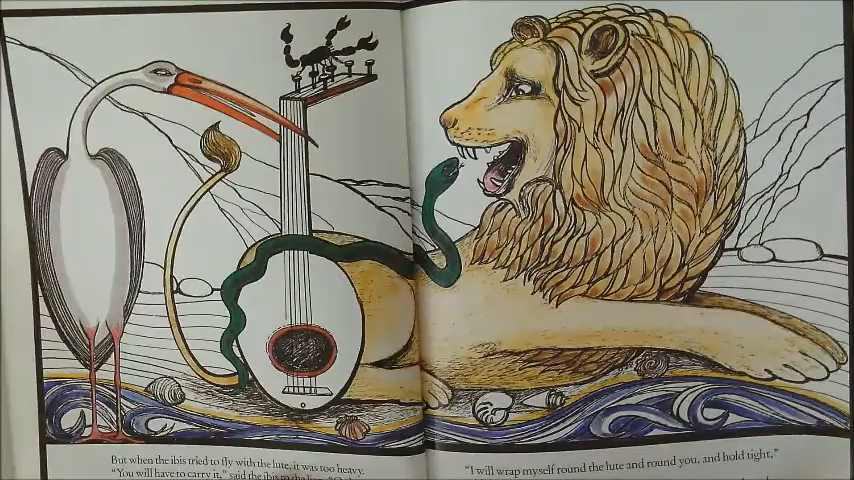 But when the ibis tried to fly with the lute, it was too heavy.
"You will have to carry it," said the ibis to the
"I will wrap myself round the lute and round you, and hold tight,"